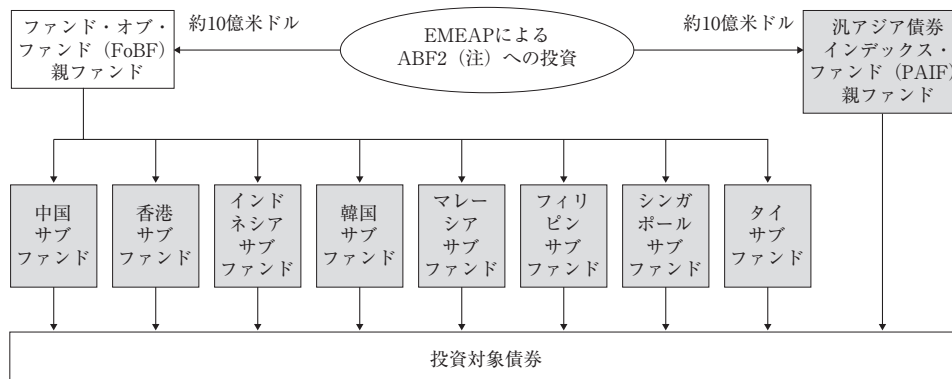 ファンド・オブ・
ファンド（FoBF）
親ファンド
約10億米ドル
EMEAPによる
ABF2（注）への投資
約10億米ドル
汎アジア債券
インデックス・
ファンド（PAIF）
親ファンド
中国
サブ
ファンド
香港
サブ
ファンド
インド
ネシア
サブ
ファンド
韓国
サブ
ファンド
マレー
シア
サブ
ファンド
フィリ
ピン
サブ
ファンド
シンガ
ポール
サブ
ファンド
タイ
サブ
ファンド
投資対象債券